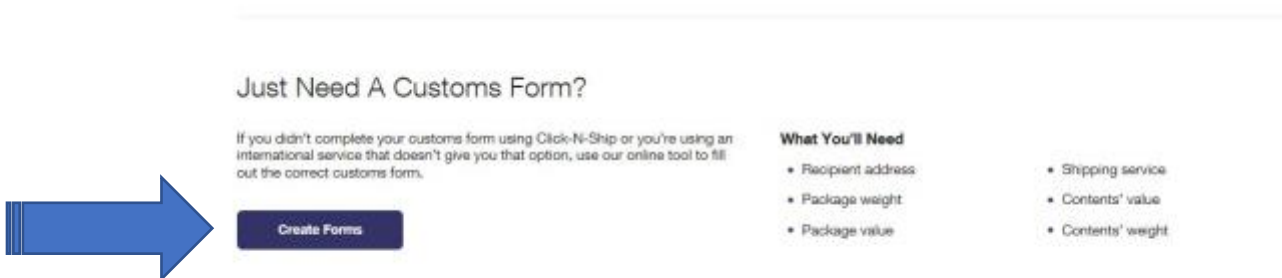 Just Need A Customs Form?
If you didn't complete your customs form using Click-N-Ship or you're using an
international service that doesn't give you that option, use our online tool to fill
out the correct customs form.
Create Forms
What You'll Need
• Recipient address
• Package weight
• Package value
• Shipping service
• Contents' value
• Contents' weight